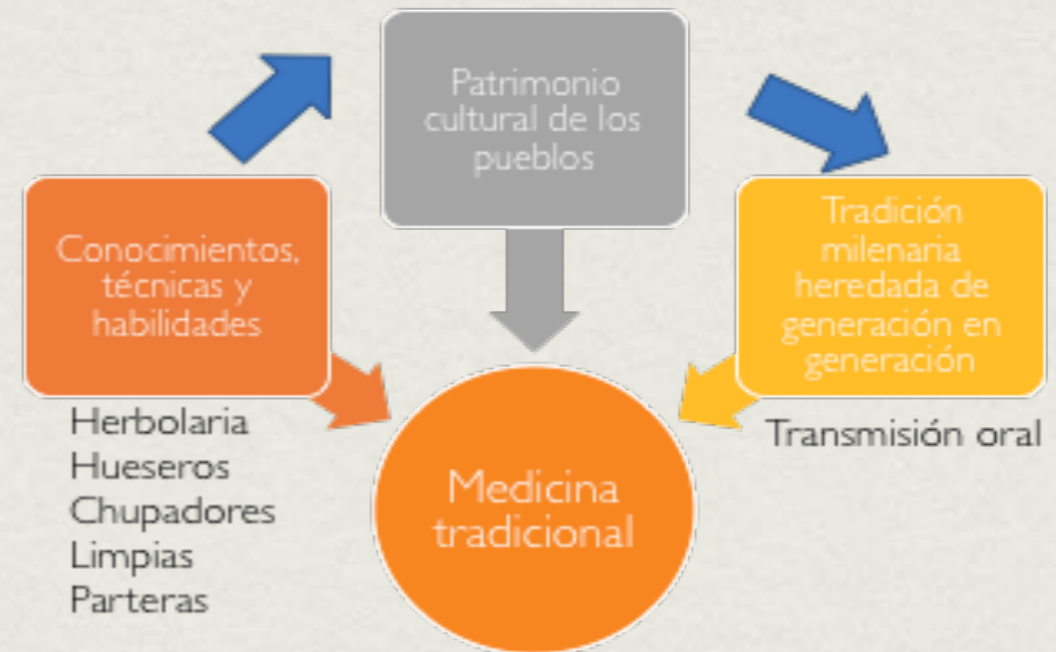 Patrimonio
cultural de los
pueblos
Conocimientos,
técnicas y
habilidades
Tradición
milenaria
heredada de
generación en
generación
Herbolaria
Hueseros
Chupadores
Limpias
Parteras
Transmisión oral
Medicina
tradicional